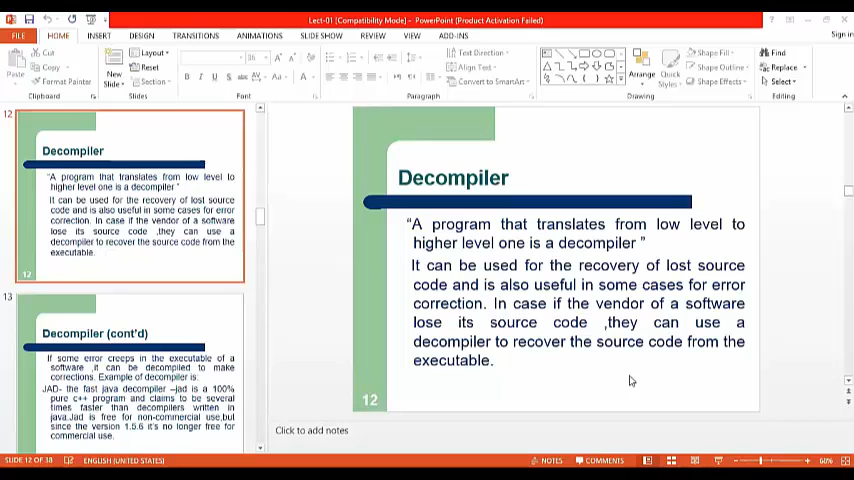 Lect-01 [Compatibility Mode] - PowerPoint (Product Activation Failed)
FILE HOME INSERT DESIGN TRANSITIONS ANIMATIONS SLIDE SHOW REVIEW VIEW ADD-INS Sign in
Paste
Cut
Copy
Format Painter
Clipboard
New Slide
Layout
Reset
Section
Slides
36
B I U S abc AV Aa A
Font
Text Direction
Align Text
Convert to SmartArt
Paragraph
Arrange
Quick Styles
Shape Fill
Shape Outline
Shape Effects
Drawing
Find
Replace
Select
Editing
12
Decompiler
“A program that translates from low level to
higher level one is a decompiler ”
It can be used for the recovery of lost source
code and is also useful in some cases for error
correction. In case if the vendor of a software
lose its source code ,they can use a
decompiler to recover the source code from the
executable.
12
13
Decompiler (cont'd)
If some error creeps in the executable of a
software ,it can be decompiled to make
corrections. Example of decompiler is:
JAD- the fast java decompiler –jad is a 100%
pure c++ program and claims to be several
times faster than decompilers written in
java.Jad is free for non-commercial use,but
since the version 1.5.6 it's no longer free for
commercial use.
Decompiler
“A program that translates from low level to
higher level one is a decompiler ”
It can be used for the recovery of lost source
code and is also useful in some cases for error
correction. In case if the vendor of a software
lose its source code ,they can use a
decompiler to recover the source code from the
executable.
12
Click to add notes
SLIDE 12 OF 38 ENGLISH (UNITED STATES) NOTES COMMENTS 60%